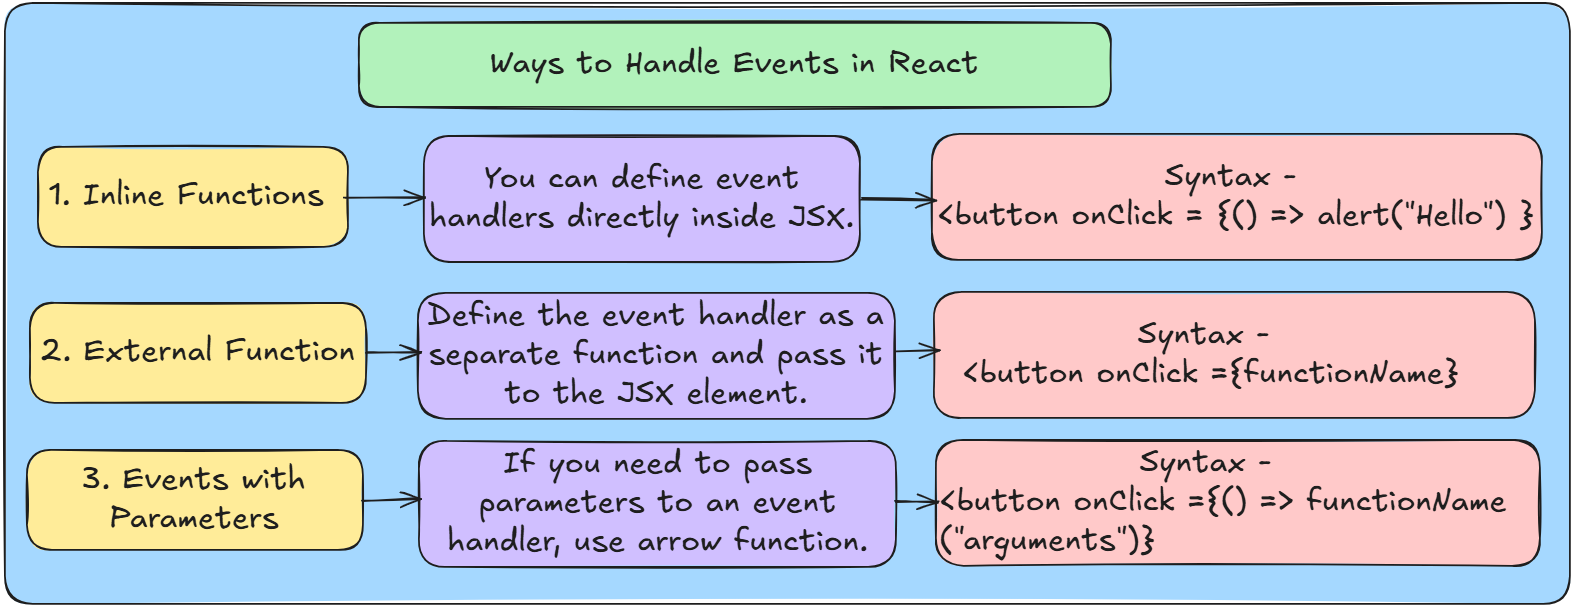 Ways to Handle Events in React
1. Inline Functions
You can define event
handlers directly inside JSX.
Syntax -
<button onClick = {() => alert("Hello") }
2. External Function
Define the event handler as a
separate function and pass it
to the JSX element.
Syntax -
<button onClick ={functionName}
3. Events with
Parameters
If you need to pass
parameters to an event
handler, use arrow function.
Syntax -
<button onClick ={() => functionName
("arguments")}